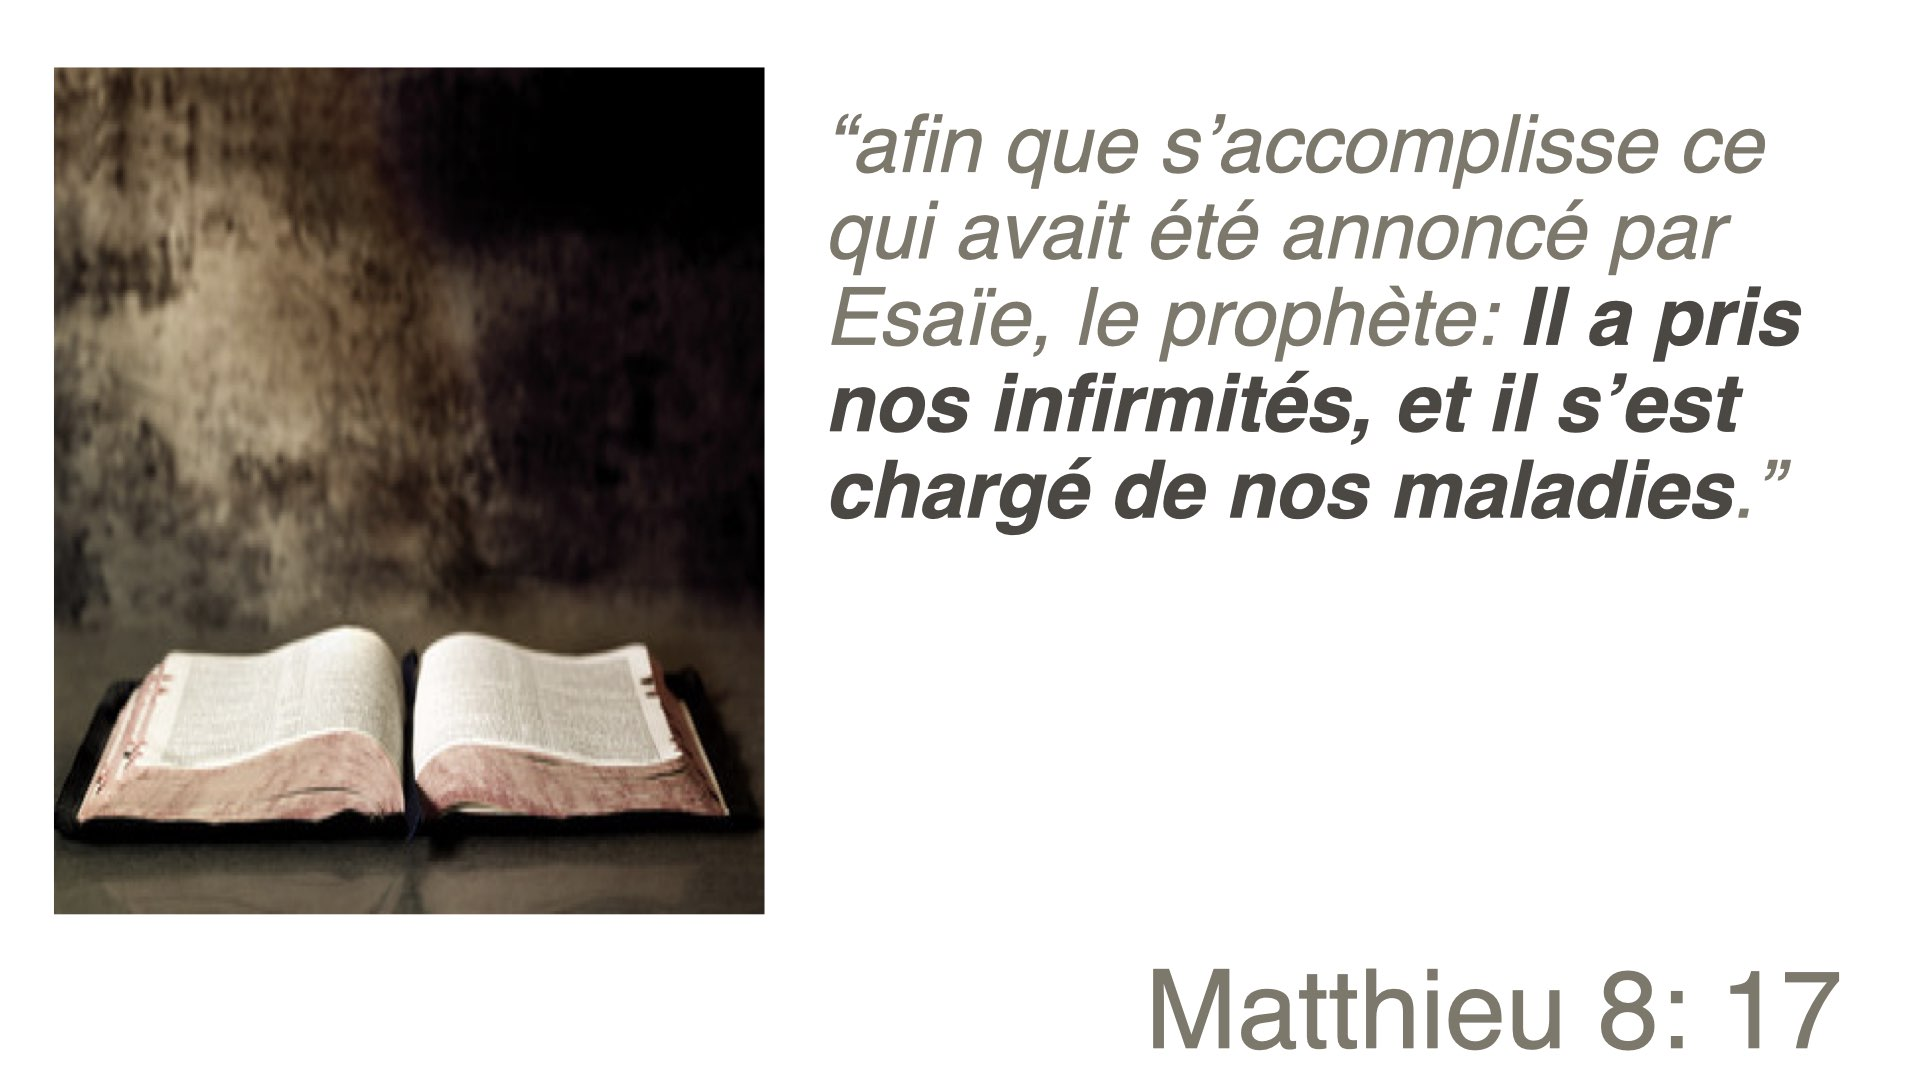 “afin que s’accomplisse ce
qui avait été annoncé par
Esaïe, le prophète: Il a pris
nos infirmités, et il s’est
chargé de nos maladies.”
Matthieu 8: 17